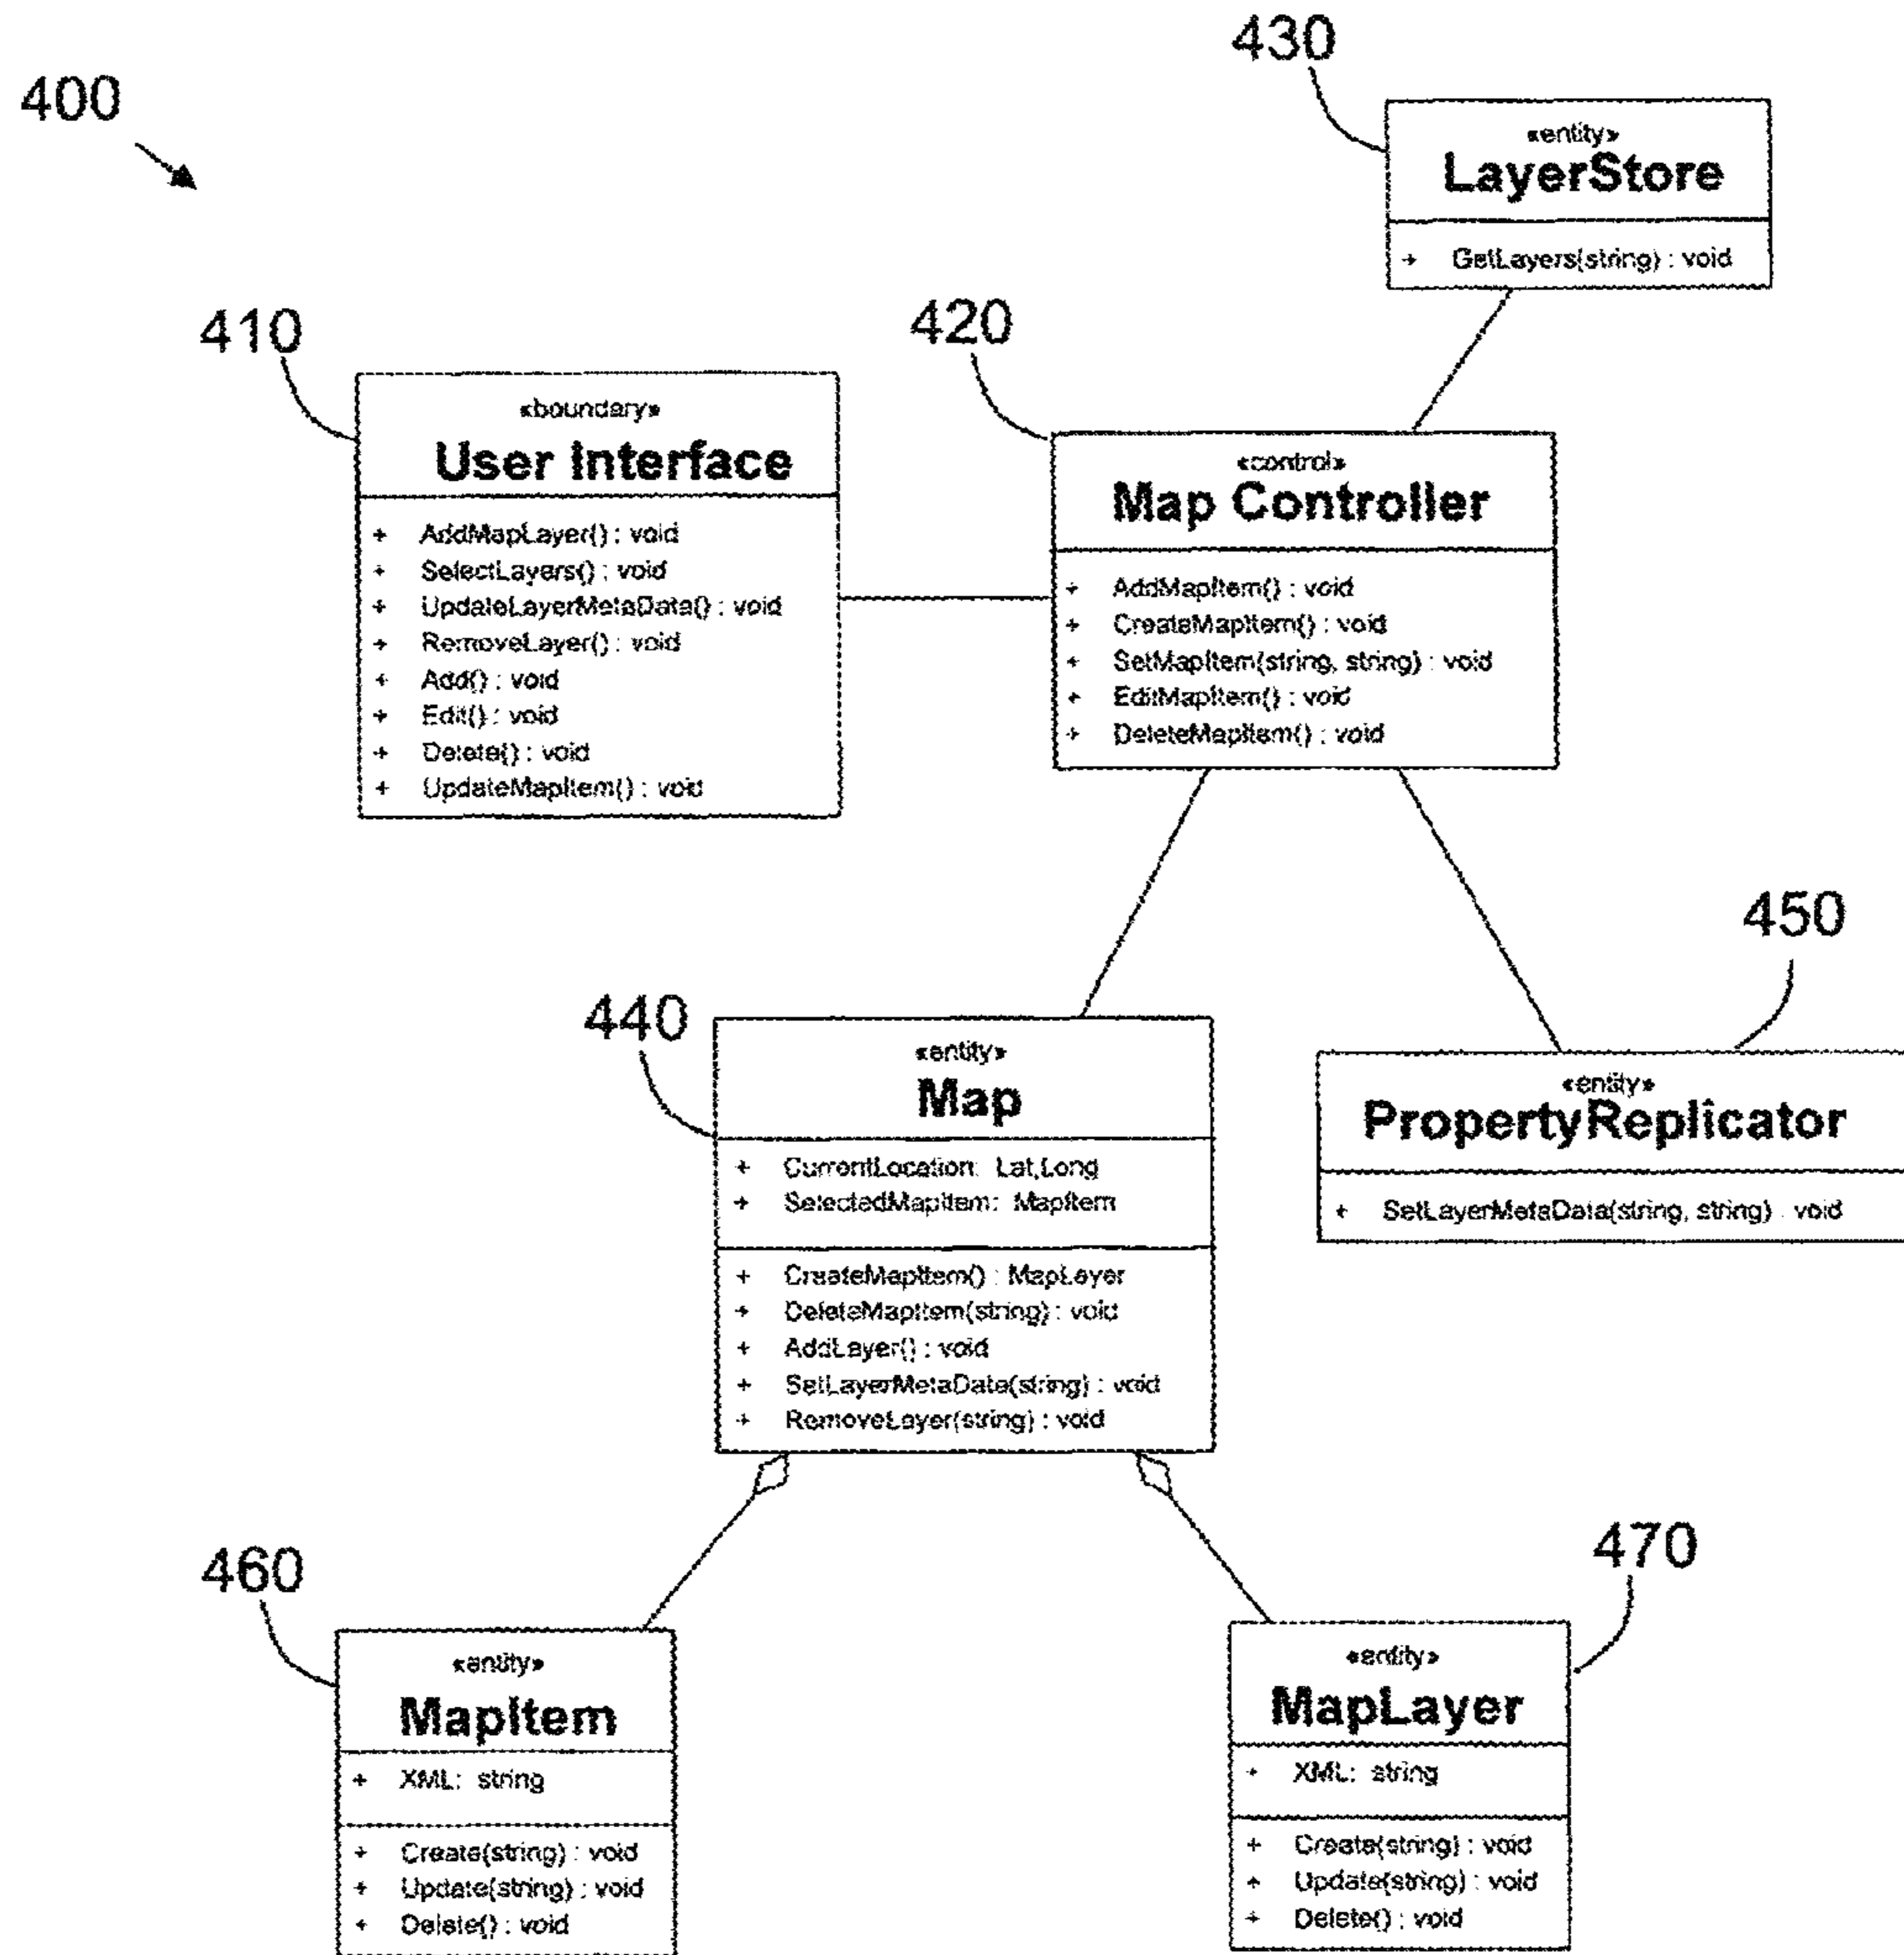 400
430
«entity»
LayerStore
+ GetLayers(string) : void
410
«boundary»
User Interface
+ AddMapLayer() : void
+ SelectLayers() : void
+ UpdateLayerMetaData() : void
+ RemoveLayer() : void
+ Add() : void
+ Edit() : void
+ Delete() : void
+ UpdateMapItem() : void
420
«control»
Map Controller
+ AddMapItem() : void
+ CreateMapItem() : void
+ SetMapItem(string, string) : void
+ EditMapItem() : void
+ DeleteMapItem() : void
440
«entity»
Map
+ CurrentLocation: Lat,Long
+ SelectedMapItem: MapItem
+ CreateMapItem() : MapLayer
+ DeleteMapItem(string) : void
+ AddLayer() : void
+ SetLayerMetaData(string) : void
+ RemoveLayer(string) : void
450
«entity»
PropertyReplicator
+ SetLayerMetaData(string, string) : void
460
«entity»
MapItem
+ XML: string
+ Create(string) : void
+ Update(string) : void
+ Delete() : void
470
«entity»
MapLayer
+ XML: string
+ Create(string) : void
+ Update(string) : void
+ Delete() : void